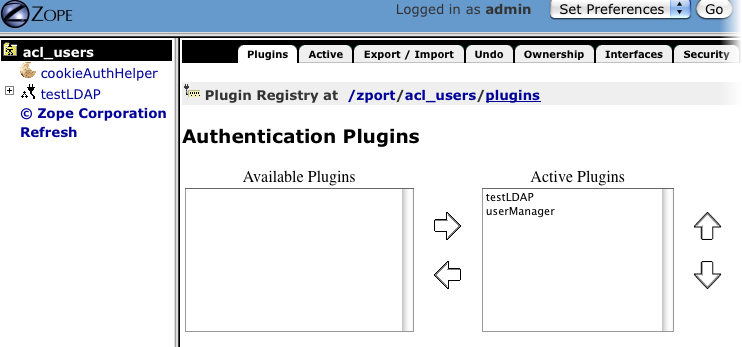 ZOPE
Logged in as admin
Set Preferences
Go
acl_users
cookieAuthHelper
testLDAP
© Zope Corporation
Refresh
Plugins
Active
Export / Import
Undo
Ownership
Interfaces
Security
Plugin Registry at /zport/acl_users/plugins
Authentication Plugins
Available Plugins
Active Plugins
testLDAP
userManager